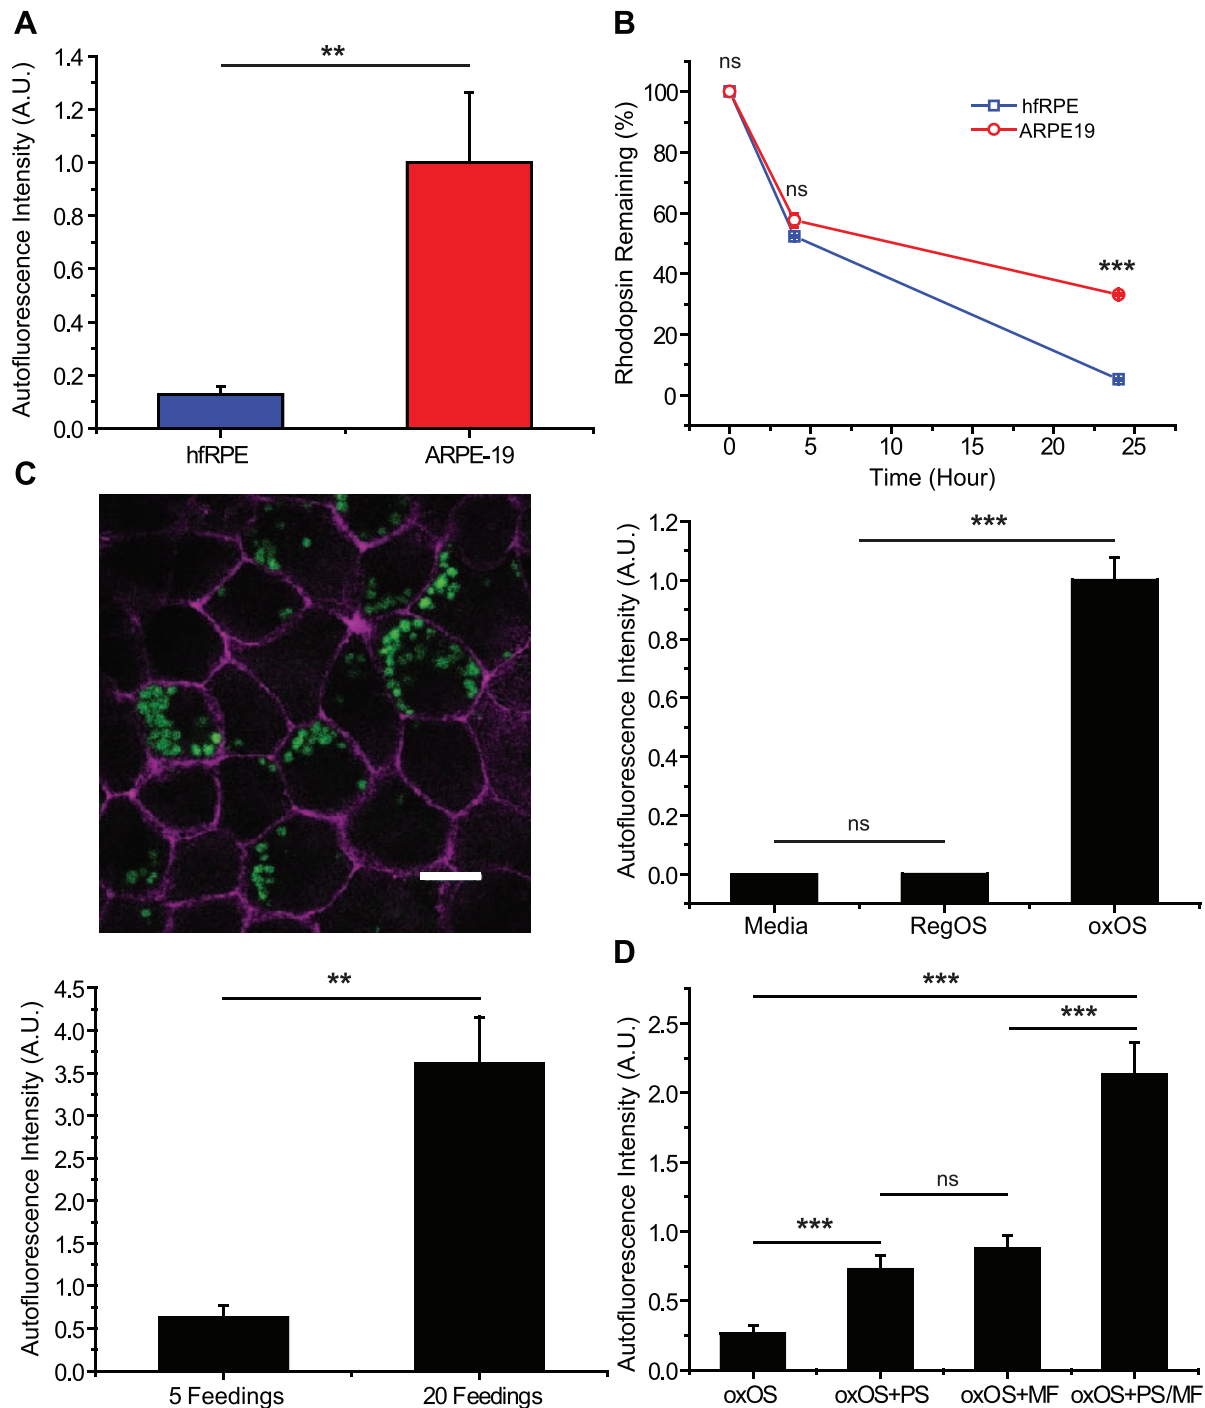 A
Autofluorescence Intensity (A.U.)
1.4
1.2
1.0
0.8
0.6
0.4
0.2
0.0
**
hfRPE
ARPE-19
B
Rhodopsin Remaining (%)
100
80
60
40
20
0
ns
ns
***
hfRPE
ARPE19
0
5
10
15
20
25
Time (Hour)
C
Autofluorescence Intensity (A.U.)
1.2
1.0
0.8
0.6
0.4
0.2
0.0
ns
***
Media
RegOS
oxOS
Autofluorescence Intensity (A.U.)
4.5
4.0
3.5
3.0
2.5
2.0
1.5
1.0
0.5
0.0
**
5 Feedings
20 Feedings
D
Autofluorescence Intensity (A.U.)
2.5
2.0
1.5
1.0
0.5
0.0
***
***
ns
***
oxOS
oxOS+PS
oxOS+MF
oxOS+PS/MF